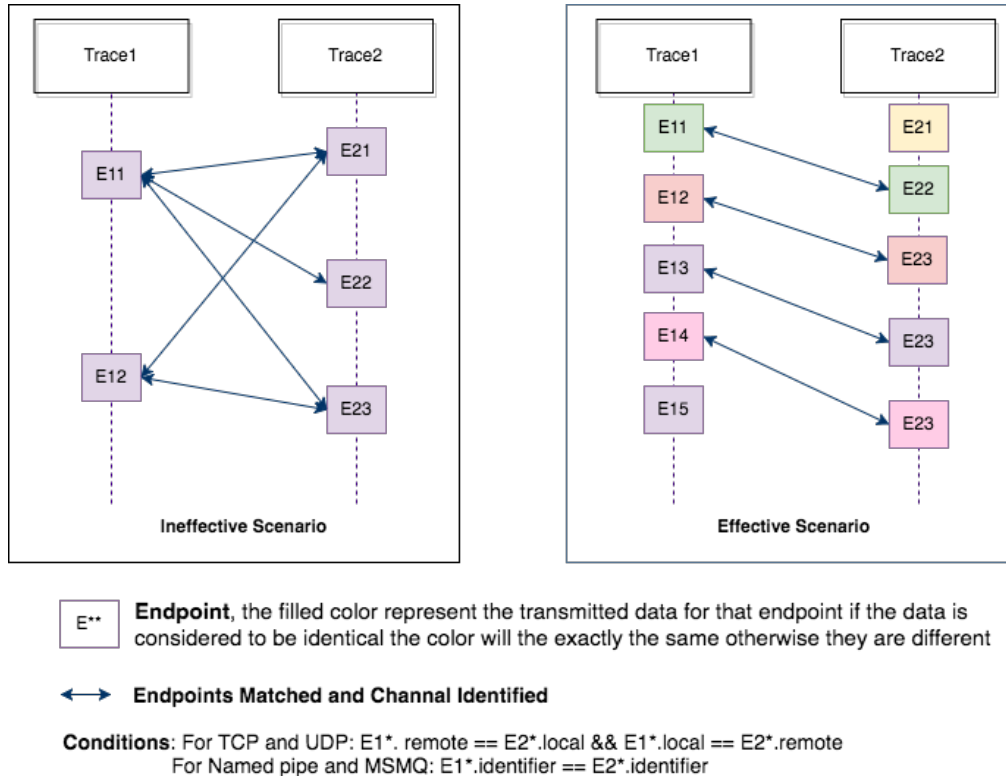 Trace1
Trace2
E11
E21
E22
E12
E23
Ineffective Scenario
Trace1
Trace2
E11
E21
E12
E22
E13
E23
E14
E23
E15
E23
Effective Scenario
E**
Endpoint, the filled color represent the transmitted data for that endpoint if the data is
considered to be identical the color will the exactly the same otherwise they are different
Endpoints Matched and Channal Identified
Conditions: For TCP and UDP: E1*. remote == E2*.local && E1*.local == E2*.remote
For Named pipe and MSMQ: E1*.identifier == E2*.identifier